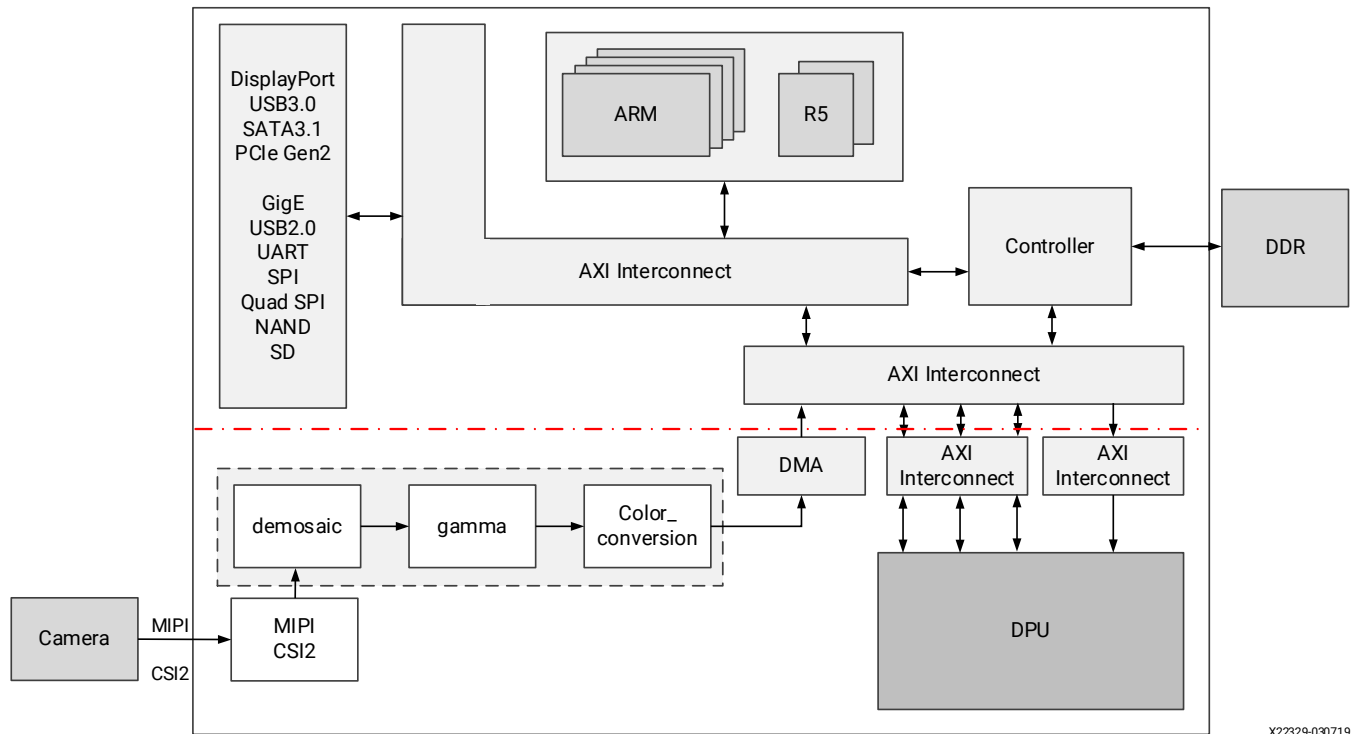 DisplayPort
USB3.0
SATA3.1
PCIe Gen2
GigE
USB2.0
UART
SPI
Quad SPI
NAND
SD
ARM
R5
AXI Interconnect
Controller
DDR
AXI Interconnect
demosaic
gamma
Color_
conversion
DMA
AXI
Interconnect
AXI
Interconnect
Camera
MIPI
CSI2
MIPI
CSI2
DPU
X22329-030719